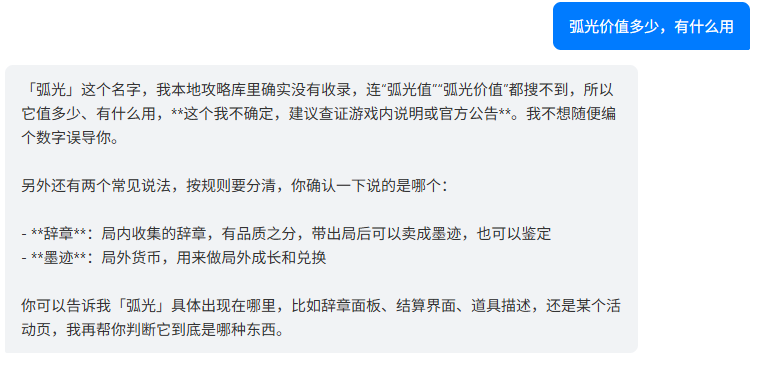 弧光价值多少，有什么用
「弧光」这个名字，我本地攻略库里确实没有收录，连“弧光值”“弧光价值”都搜不到，所以
它值多少、有什么用，**这个我不确定，建议查证游戏内说明或官方公告**。我不想随便编
个数字误导你。
另外还有两个常见说法，按规则要分清，你确认一下说的是哪个：
- **辞章**：局内收集的辞章，有品质之分，带出局后可以卖成墨迹，也可以鉴定
- **墨迹**：局外货币，用来做局外成长和兑换
你可以告诉我「弧光」具体出现在哪里，比如辞章面板、结算界面、道具描述，还是某个活
动页，我再帮你判断它到底是哪种东西。